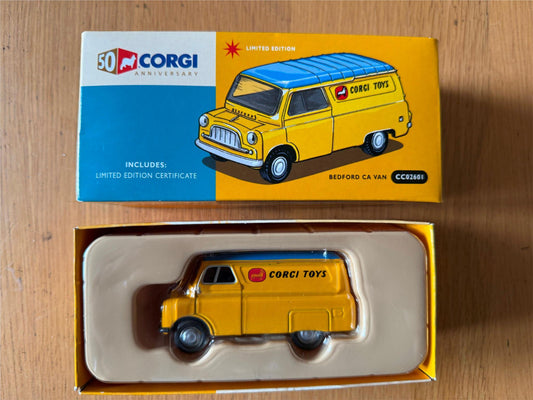 50 CORGI
ANNIVERSARY
LIMITED EDITION
CORGI TOYS
INCLUDES:
LIMITED EDITION CERTIFICATE
BEDFORD CA VAN CC02601
CORGI TOYS